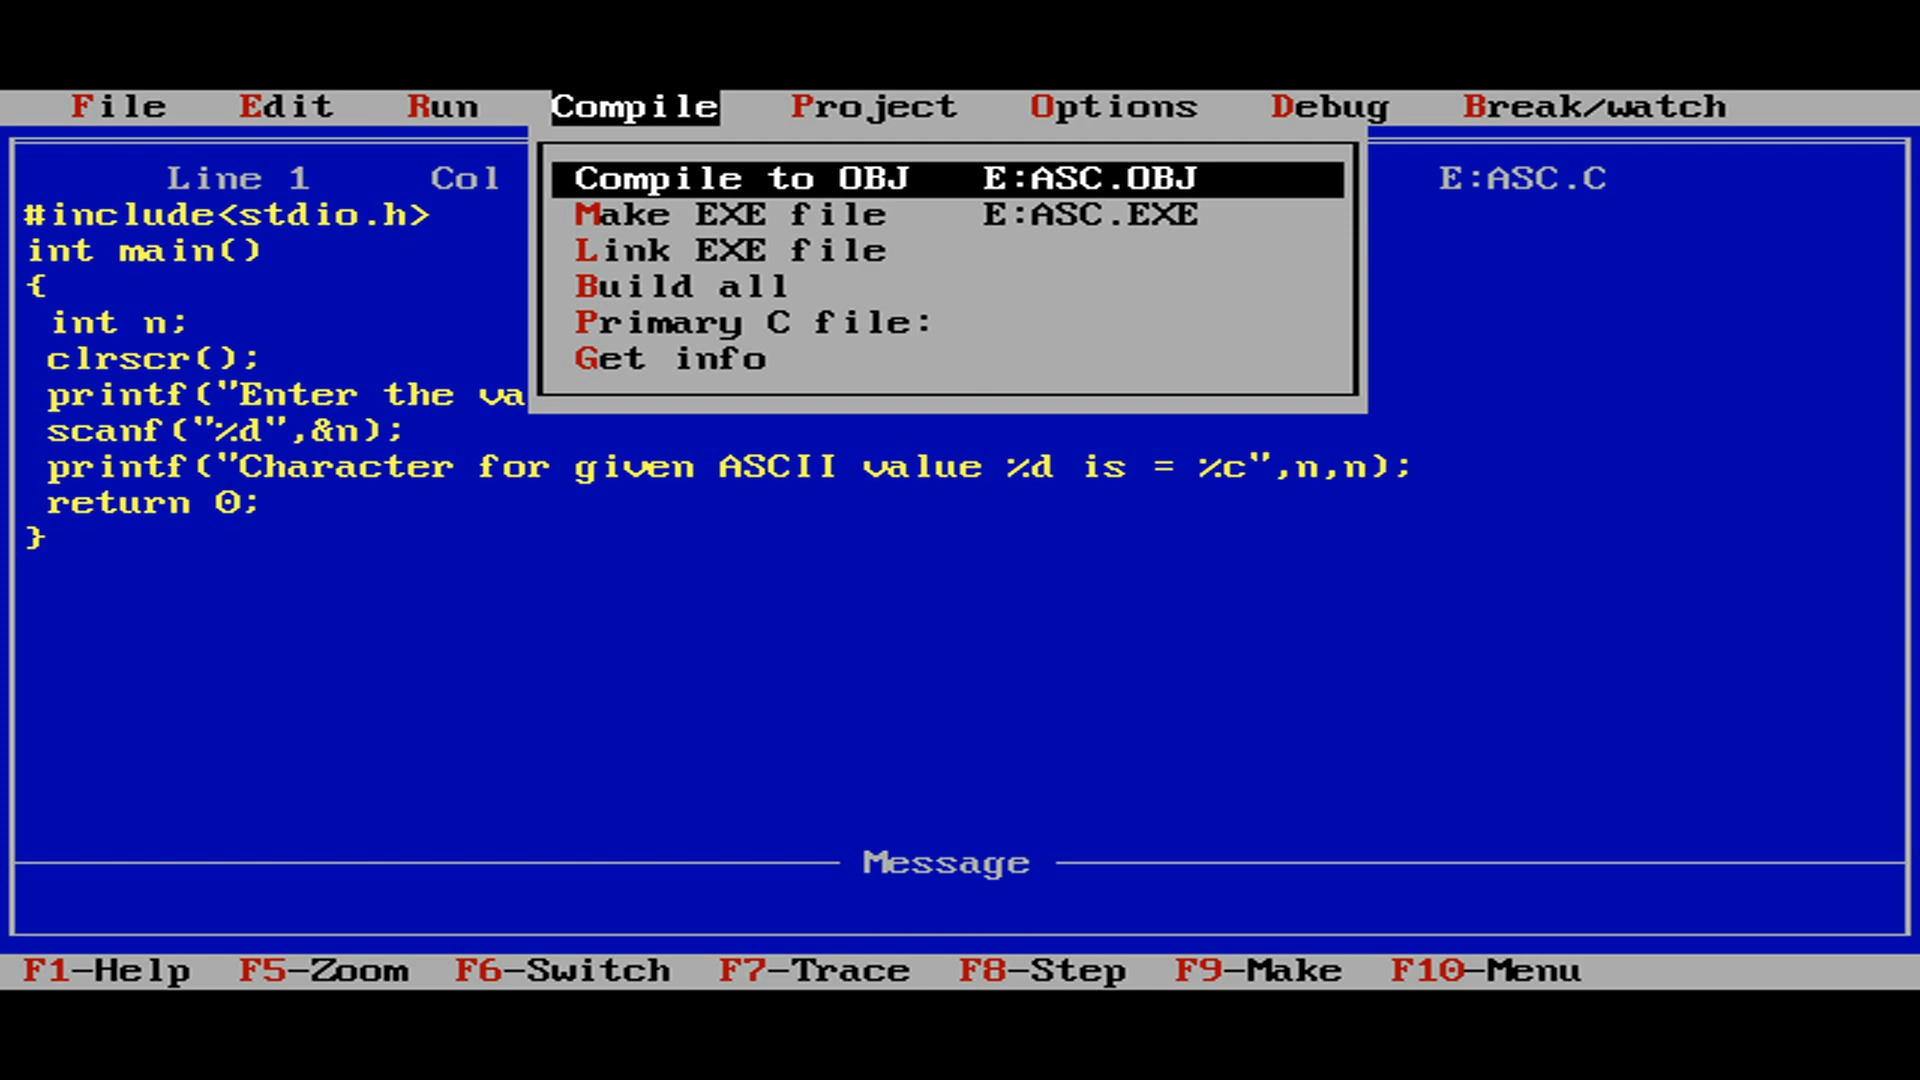 File Edit Run Compile Project Options Debug Break/watch
Line 1 Col E:ASC.C
Compile to OBJ E:ASC.OBJ
Make EXE file E:ASC.EXE
Link EXE file
Build all
Primary C file:
Get info
#include<stdio.h>
int main()
{
int n;
clrscr();
printf("Enter the va
scanf("%d",&n);
printf("Character for given ASCII value %d is = %c",n,n);
return 0;
}
Message
F1-Help F5-Zoom F6-Switch F7-Trace F8-Step F9-Make F10-Menu